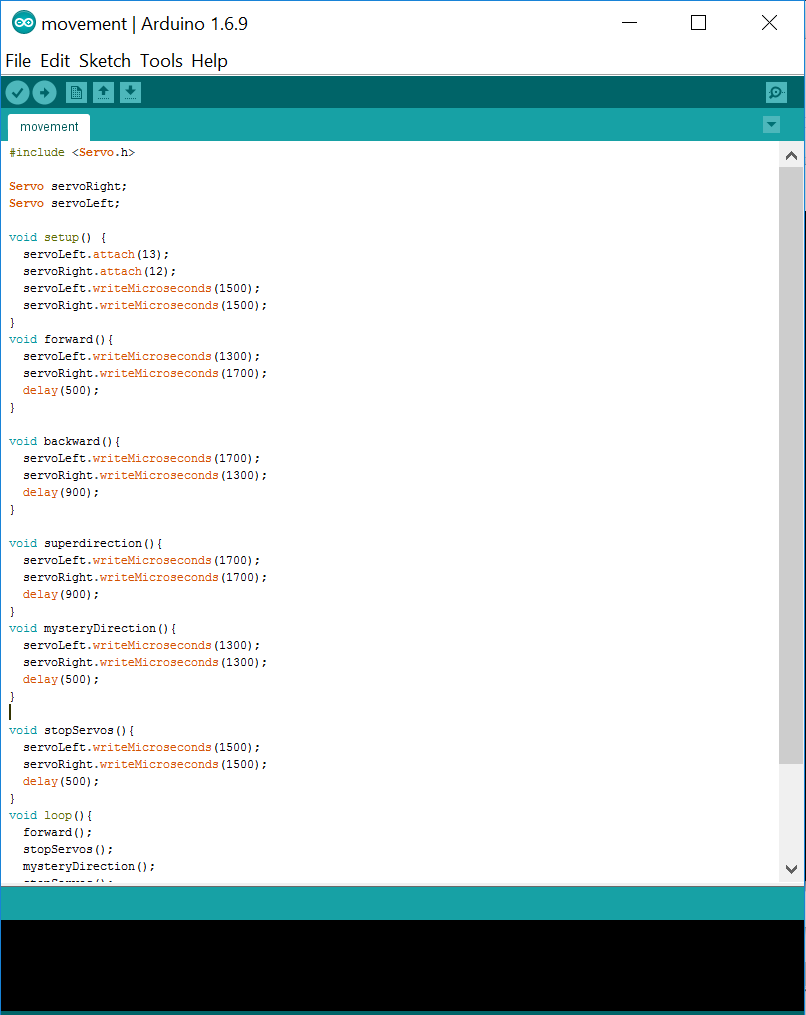 movement | Arduino 1.6.9
File Edit Sketch Tools Help
movement
#include <Servo.h>

Servo servoRight;
Servo servoLeft;

void setup() {
  servoLeft.attach(13);
  servoRight.attach(12);
  servoLeft.writeMicroseconds(1500);
  servoRight.writeMicroseconds(1500);
}
void forward(){
  servoLeft.writeMicroseconds(1300);
  servoRight.writeMicroseconds(1700);
  delay(500);
}

void backward(){
  servoLeft.writeMicroseconds(1700);
  servoRight.writeMicroseconds(1300);
  delay(900);
}

void superdirection(){
  servoLeft.writeMicroseconds(1700);
  servoRight.writeMicroseconds(1700);
  delay(900);
}
void mysteryDirection(){
  servoLeft.writeMicroseconds(1300);
  servoRight.writeMicroseconds(1300);
  delay(500);
}

void stopServos(){
  servoLeft.writeMicroseconds(1500);
  servoRight.writeMicroseconds(1500);
  delay(500);
}
void loop(){
  forward();
  stopServos();
  mysteryDirection();